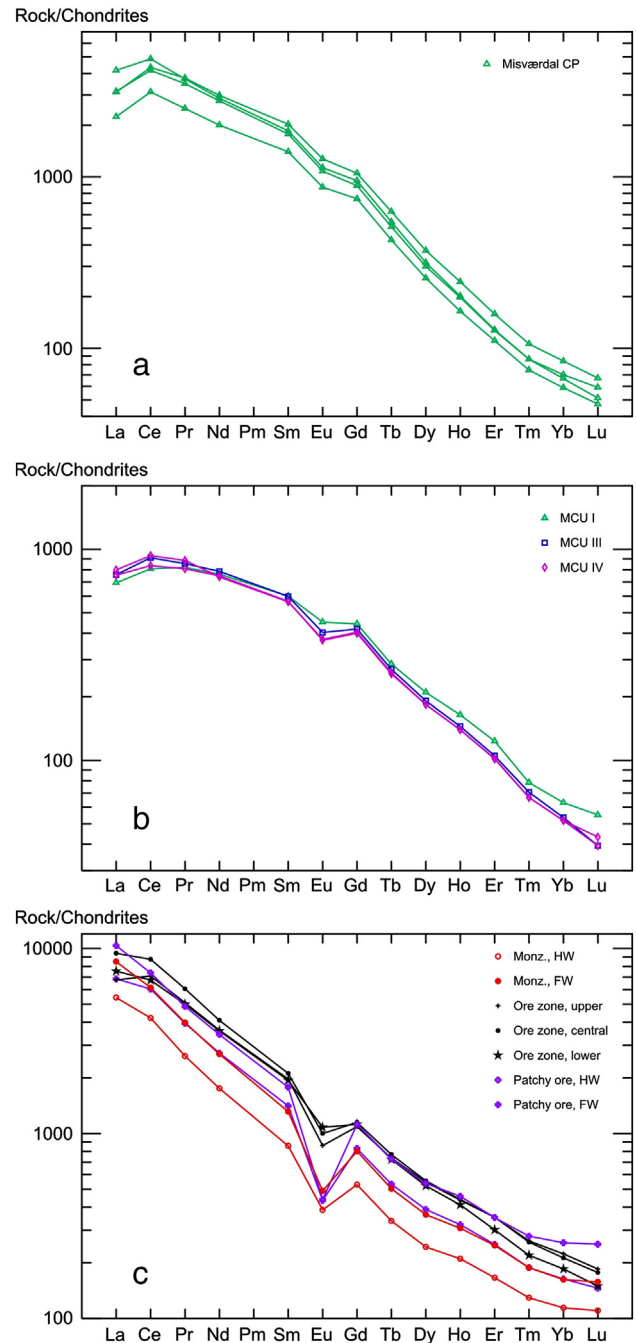 Rock/Chondrites
Misværdal CP
1000
100
a
La Ce Pr Nd Pm Sm Eu Gd Tb Dy Ho Er Tm Yb Lu
Rock/Chondrites
MCU I
1000
MCU III
MCU IV
100
b
La Ce Pr Nd Pm Sm Eu Gd Tb Dy Ho Er Tm Yb Lu
Rock/Chondrites
10000
Monz., HW
Monz., FW
Ore zone, upper
Ore zone, central
Ore zone, lower
Patchy ore, HW
Patchy ore, FW
1000
c
100
La Ce Pr Nd Pm Sm Eu Gd Tb Dy Ho Er Tm Yb Lu